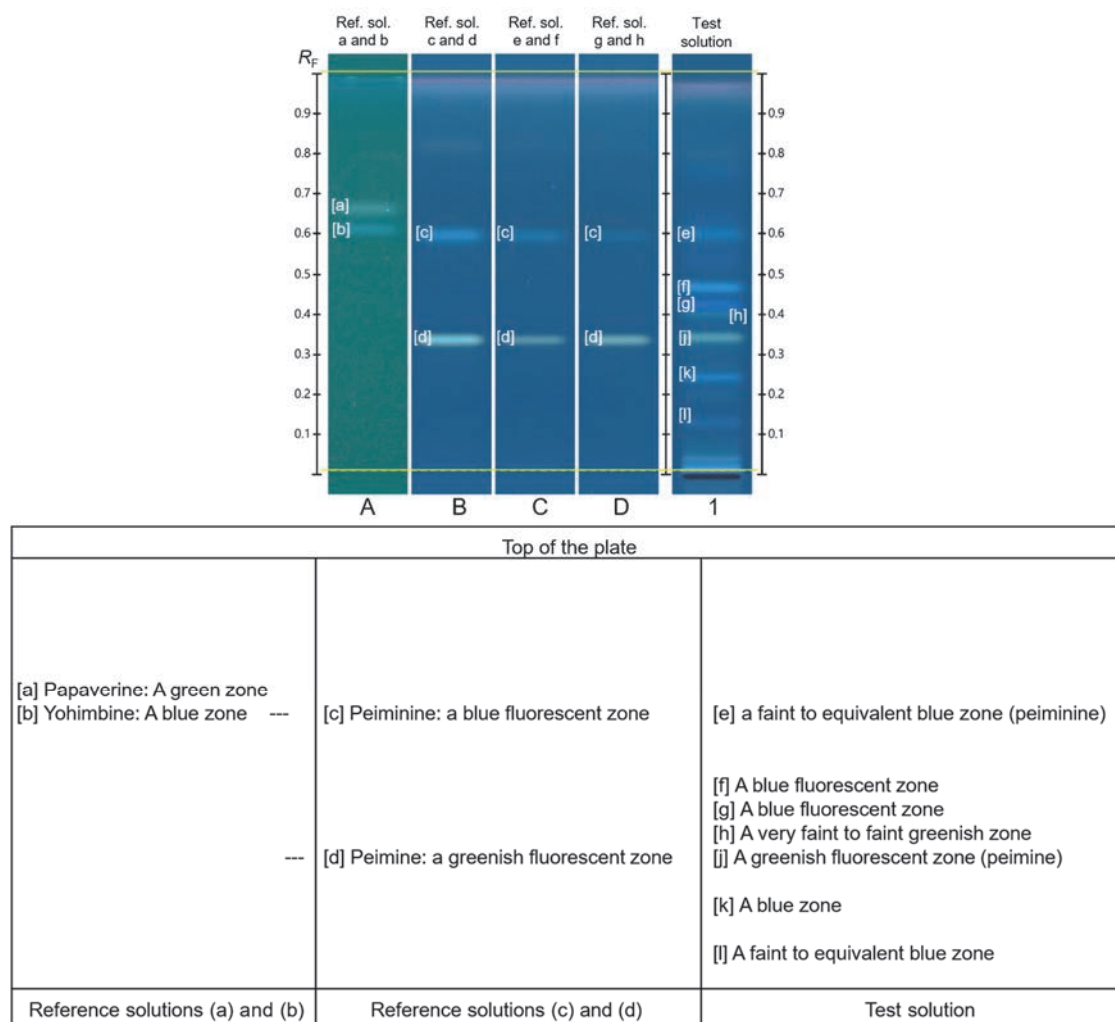 Ref. sol. a and b
Ref. sol. c and d
Ref. sol. e and f
Ref. sol. g and h
Test solution
RF
0.9
0.8
0.7
0.6
0.5
0.4
0.3
0.2
0.1
[a]
[b]
[c]
[d]
[c]
[d]
[c]
[d]
[e]
[f]
[g]
[h]
[j]
[k]
[l]
0.9
0.8
0.7
0.6
0.5
0.4
0.3
0.2
0.1
A
B
C
D
1
Top of the plate
[a] Papaverine: A green zone
[b] Yohimbine: A blue zone ---
[c] Peiminine: a blue fluorescent zone
[e] a faint to equivalent blue zone (peiminine)
[f] A blue fluorescent zone
[g] A blue fluorescent zone
[h] A very faint to faint greenish zone
--- [d] Peimine: a greenish fluorescent zone
[j] A greenish fluorescent zone (peimine)
[k] A blue zone
[l] A faint to equivalent blue zone
Reference solutions (a) and (b)
Reference solutions (c) and (d)
Test solution